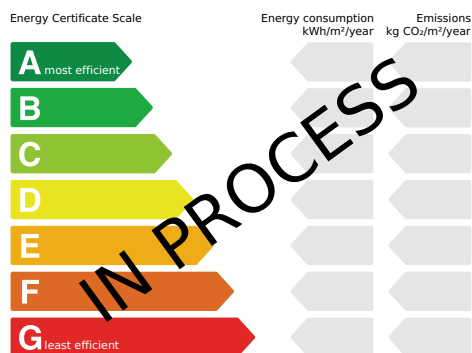 Energy Certificate Scale
Energy consumption
kWh/m²/year
Emissions
kg CO₂/m²/year
A most efficient
B
C
D
E
F
G least efficient
IN PROCESS